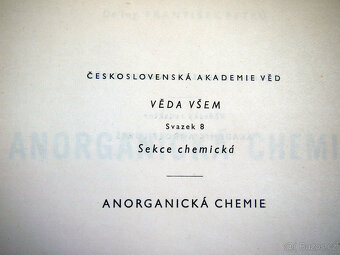 ČESKOSLOVENSKÁ AKADEMIE VĚD
VĚDA VŠEM
Svazek 8
Sekce chemická
ANORGANICKÁ CHEMIE